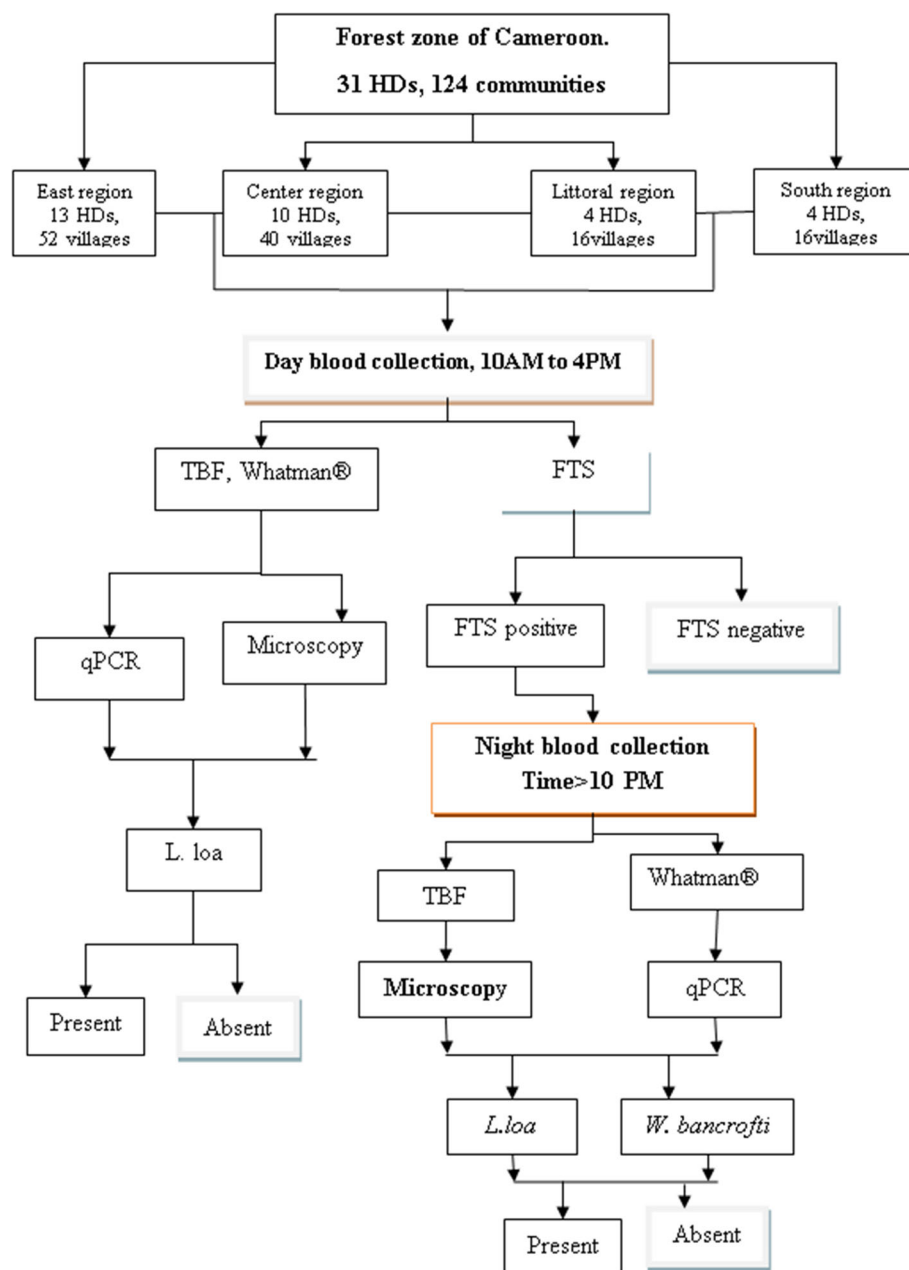 Forest zone of Cameroon.
31 HDs, 124 communities
East region
13 HDs,
52 villages
Center region
10 HDs,
40 villages
Littoral region
4 HDs,
16villages
South region
4 HDs,
16villages
Day blood collection, 10AM to 4PM
TBF, Whatman®
FTS
qPCR
Microscopy
FTS positive
FTS negative
Night blood collection
Time>10 PM
L. loa
TBF
Whatman®
Present
Absent
Microscopy
qPCR
L.loa
W. bancrofti
Present
Absent